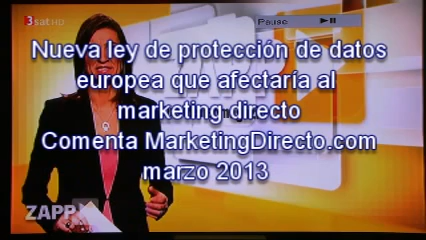 3sat HD
Pause
Nueva ley de protección de datos
europea que afectaría al
marketing directo
Comenta MarketingDirecto.com
marzo 2013
ZAPP